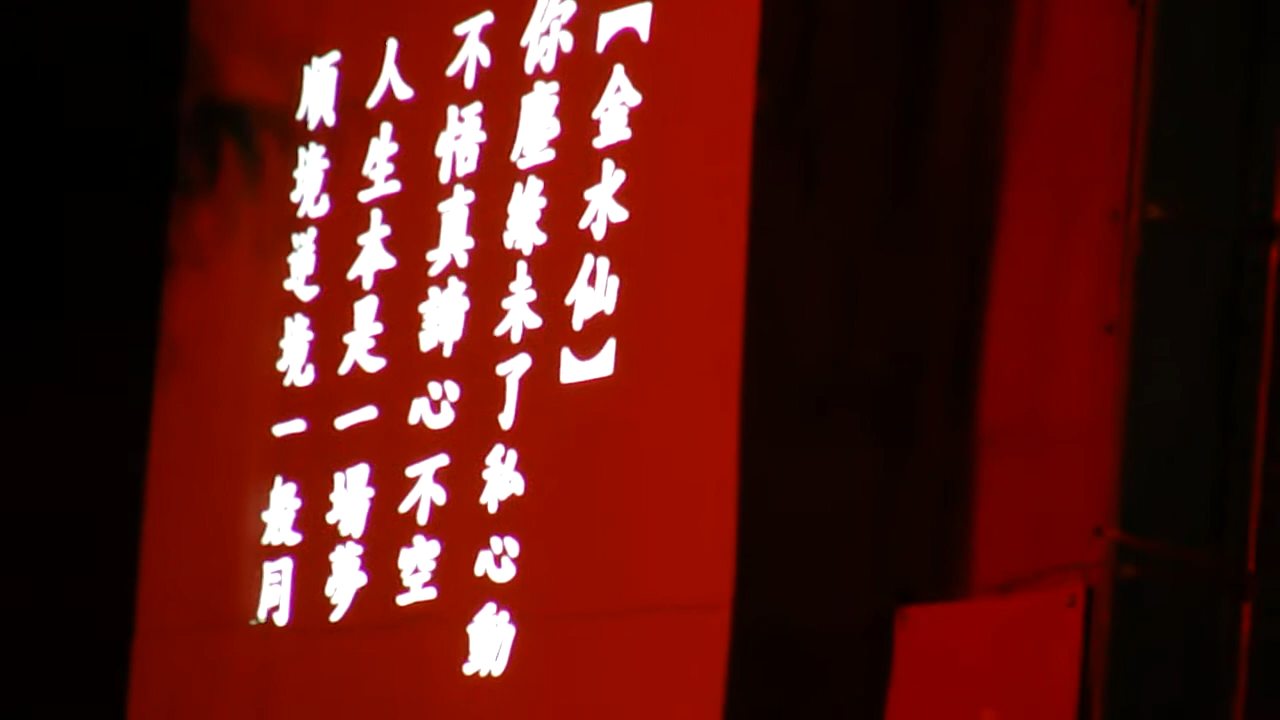 【金水仙】
你塵緣未了私心動
不悟真諦心不空
人生本是一場夢
順境逆境一歲月